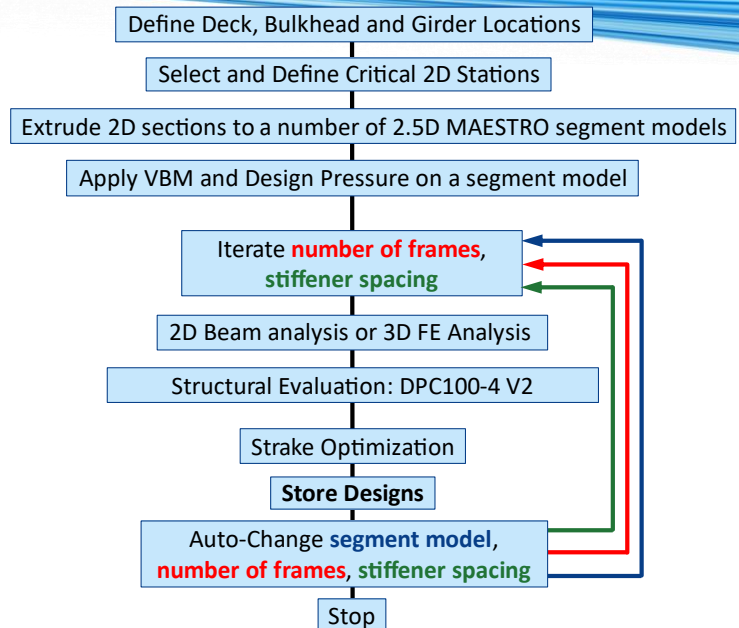 Define Deck, Bulkhead and Girder Locations
Select and Define Critical 2D Stations
Extrude 2D sections to a number of 2.5D MAESTRO segment models
Apply VBM and Design Pressure on a segment model
Iterate number of frames,
stiffener spacing
2D Beam analysis or 3D FE Analysis
Structural Evaluation: DPC100-4 V2
Strake Optimization
Store Designs
Auto-Change segment model,
number of frames, stiffener spacing
Stop